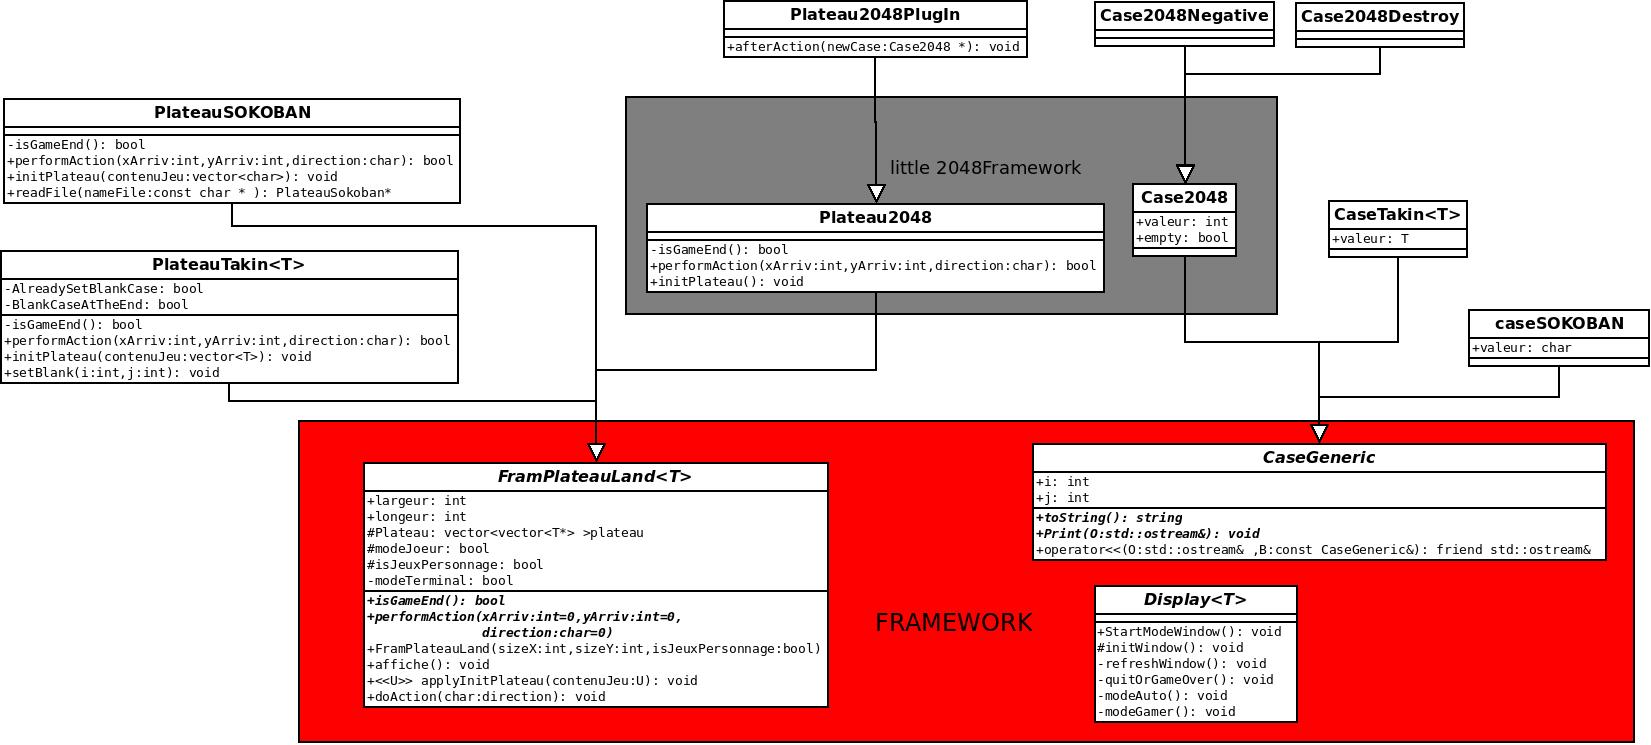 Plateau2048PlugIn
+afterAction(newCase:Case2048 *): void
Case2048Negative
Case2048Destroy
PlateauSOKOBAN
-isGameEnd(): bool
+performAction(xArriv:int,yArriv:int,direction:char): bool
+initPlateau(contenuJeu:vector<char>): void
+readFile(nameFile:const char * ): PlateauSokoban*
little 2048Framework
Plateau2048
-isGameEnd(): bool
+performAction(xArriv:int,yArriv:int,direction:char): bool
+initPlateau(): void
Case2048
+valeur: int
+empty: bool
CaseTakin<T>
+valeur: T
PlateauTakin<T>
-AlreadySetBlankCase: bool
-BlankCaseAtTheEnd: bool
-isGameEnd(): bool
+performAction(xArriv:int,yArriv:int,direction:char): bool
+initPlateau(contenuJeu:vector<T>): void
+setBlank(i:int,j:int): void
caseSOKOBAN
+valeur: char
FramPlateauLand<T>
+largeur: int
+longeur: int
#Plateau: vector<vector<T*> >plateau
#modeJoeur: bool
#isJeuxPersonnage: bool
-modeTerminal: bool
+isGameEnd(): bool
+performAction(xArriv:int=0,yArriv:int=0,
direction:char=0)
+FramPlateauLand(sizeX:int,sizeY:int,isJeuxPersonnage:bool)
+affiche(): void
+<<U>> applyInitPlateau(contenuJeu:U): void
+doAction(char:direction): void
FRAMEWORK
CaseGeneric
+i: int
+j: int
+toString(): string
+Print(O:std::ostream&): void
+operator<<(O:std::ostream& ,B:const CaseGeneric&): friend std::ostream&
Display<T>
+StartModeWindow(): void
#initWindow(): void
-refreshWindow(): void
-quitOrGameOver(): void
-modeAuto(): void
-modeGamer(): void